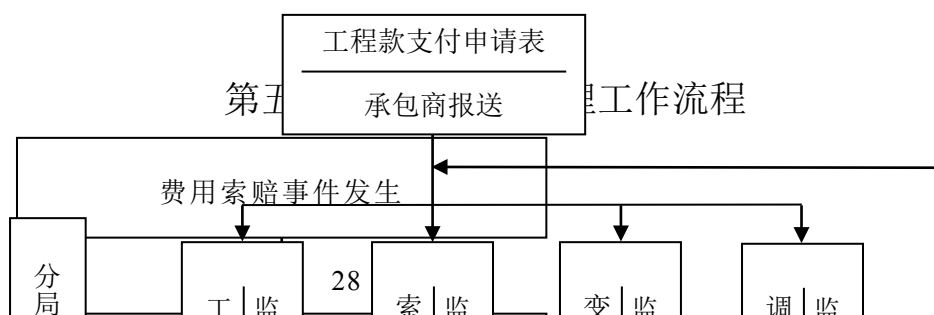 工程款支付申请表
第五
理工作流程
承包商报送
费用索赔事件发生
28
分局
索 监
变 监
调 监
监